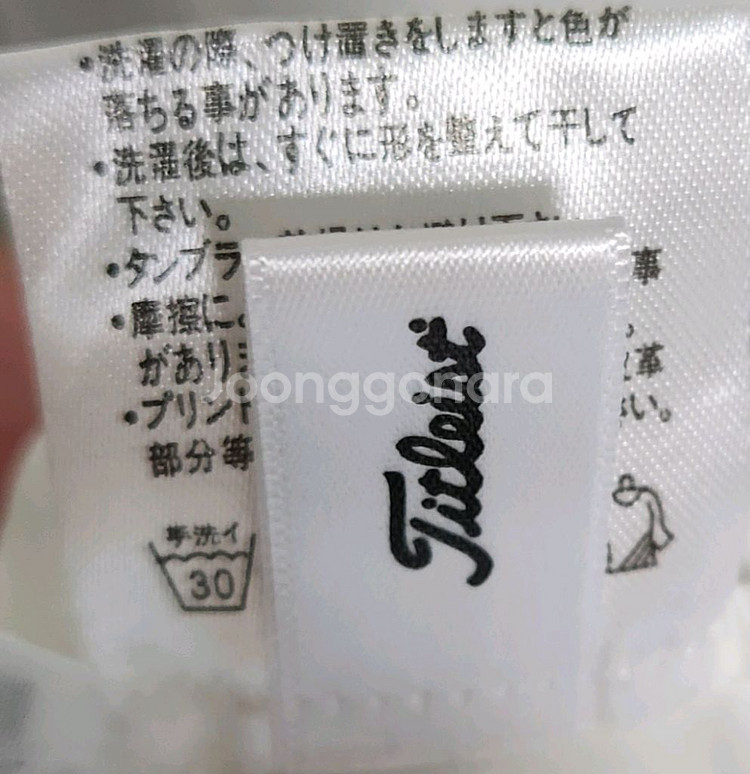 ・洗濯の際、つけ置きをしますと色が
落ちる事があります。
・洗濯後は、すぐに形を整えて干して
下さい。
・タンブラ
事
・摩擦に
があり
革
・プリント
い。
部分等
Titleist
joonggonara
手洗イ
30